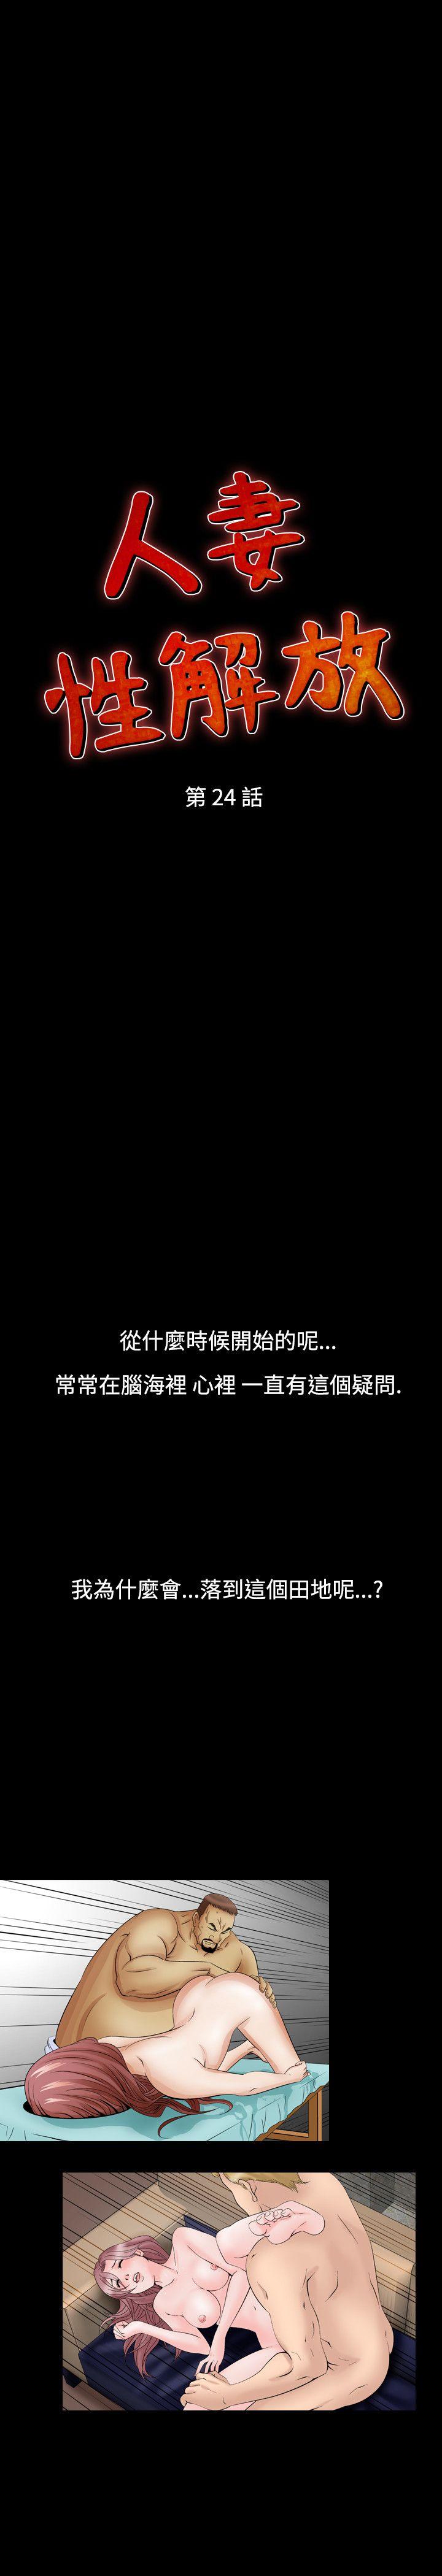 人妻
性解放
第 24 話
從什麼時候開始的呢...
常常在腦海裡 心裡 一直有這個疑問.
我為什麼會...落到這個田地呢...?